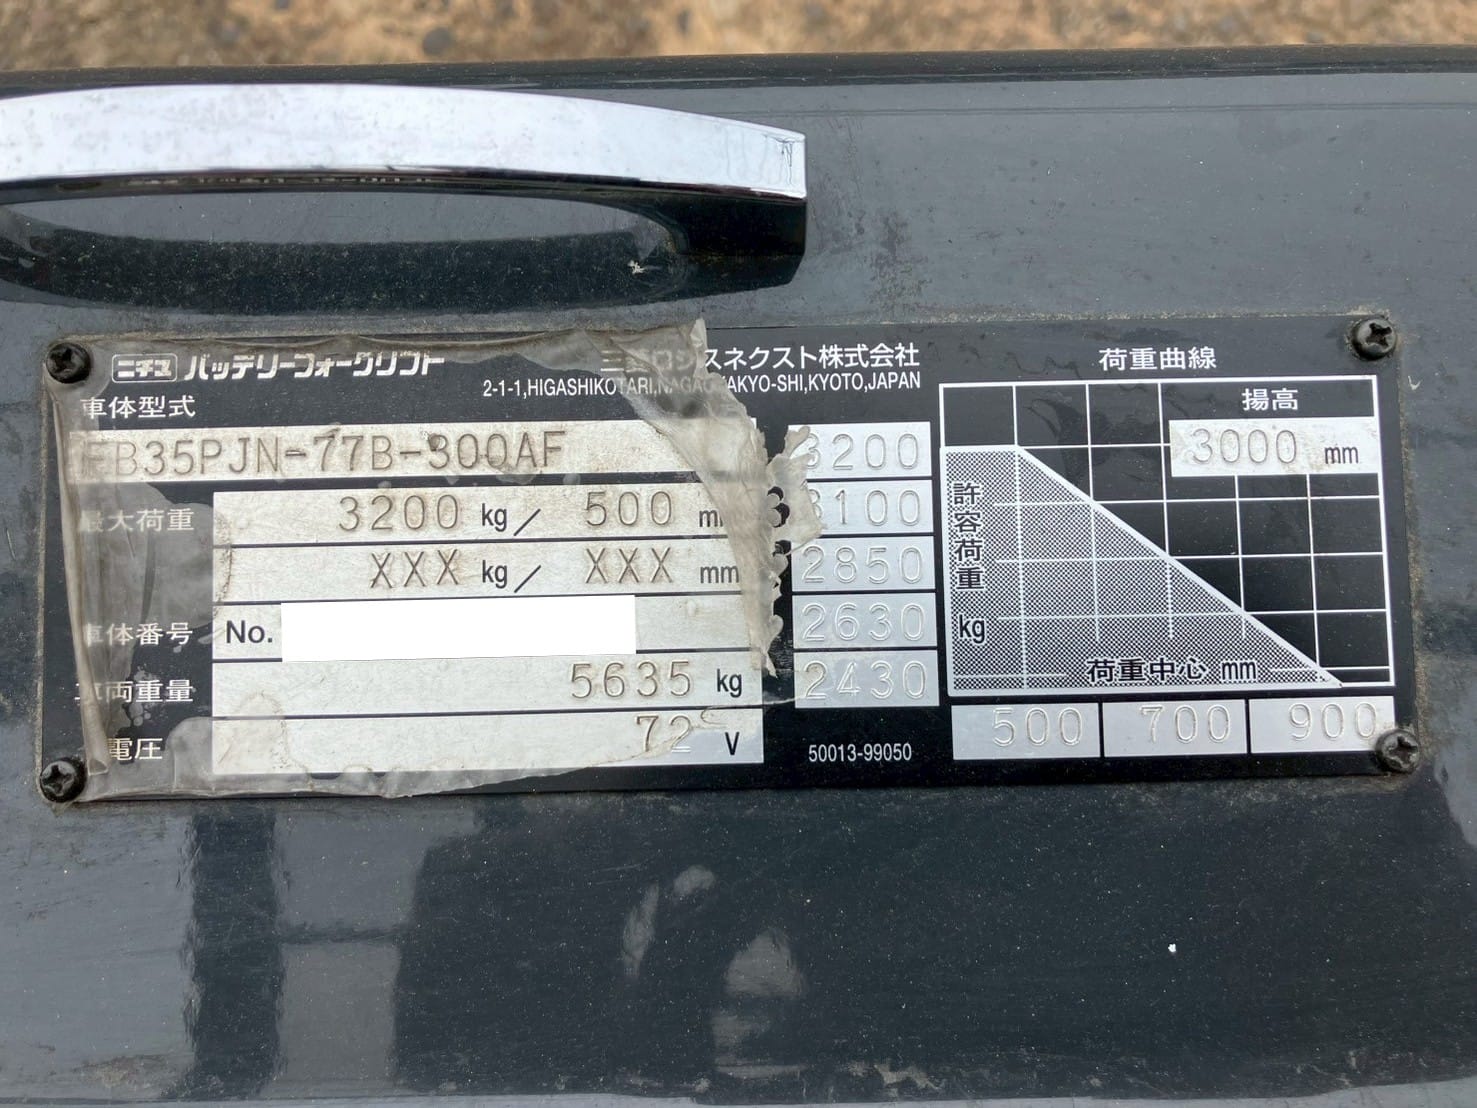 ニチユ バッテリーフォークリフト
三菱ロジスネクスト株式会社
2-1-1,HIGASHIKOTARI,NAGAOKAKYO-SHI,KYOTO,JAPAN
車体型式
FB35PJN-77B-300AF
最大荷重 3200 kg/ 500 mm
XXX kg/ XXX mm
車体番号 No.
車両重量 5635 kg
電圧 72 V
3200
3100
2850
2630
2430
50013-99050
荷重曲線
揚高
3000 mm
許容荷重 kg
荷重中心 mm
500 700 900